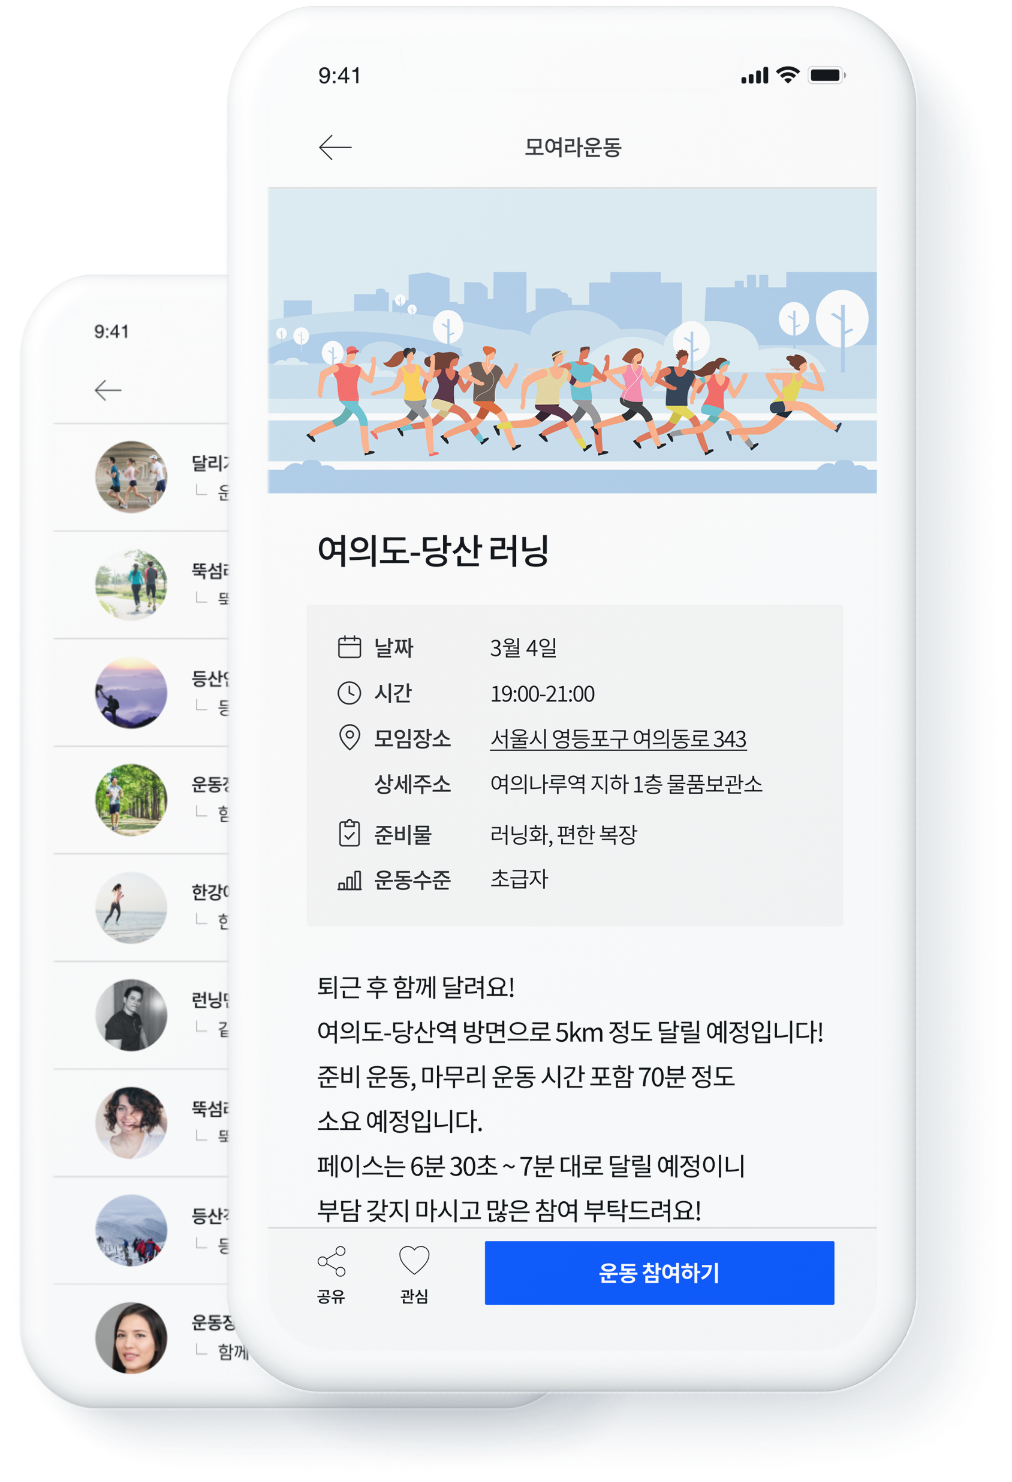 9:41
모여라운동
여의도-당산 러닝
날짜 3월 4일
시간 19:00-21:00
모임장소 서울시 영등포구 여의동로 343
상세주소 여의나루역 지하 1층 물품보관소
준비물 러닝화, 편한 복장
운동수준 초급자
퇴근 후 함께 달려요!
여의도-당산역 방면으로 5km 정도 달릴 예정입니다!
준비 운동, 마무리 운동 시간 포함 70분 정도
소요 예정입니다.
페이스는 6분 30초 ~ 7분 대로 달릴 예정이니
부담 갖지 마시고 많은 참여 부탁드려요!
공유
관심
운동 참여하기
9:41
달리
뚝섬
등산
운동
한강
한
런닝
뚝섬
등산
등
운동장
함께